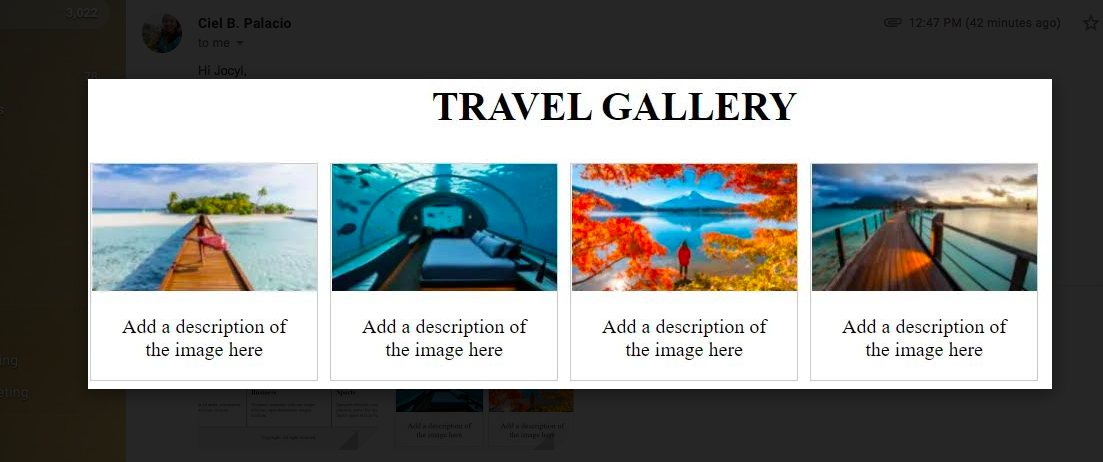 3,022
Ciel B. Palacio
12:47 PM (42 minutes ago)
to me
Hi Jocyl,
TRAVEL GALLERY
Add a description of
the image here
Add a description of
the image here
Add a description of
the image here
Add a description of
the image here
Sports
Add a description of
the image here
Add a description of
the image here